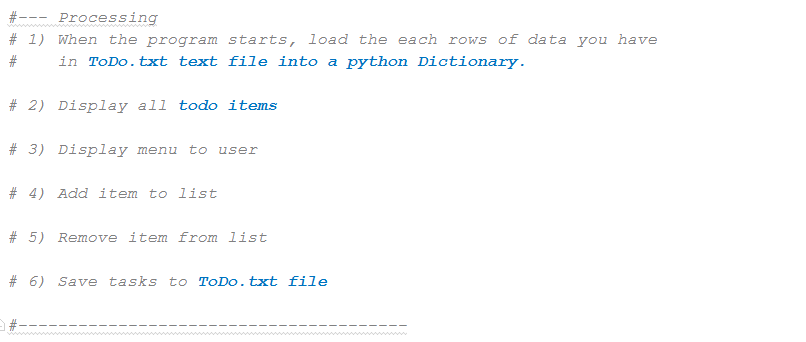 #--- Processing
# 1) When the program starts, load the each rows of data you have
#    in ToDo.txt text file into a python Dictionary.
# 2) Display all todo items
# 3) Display menu to user
# 4) Add item to list
# 5) Remove item from list
# 6) Save tasks to ToDo.txt file
#---------------------------------------